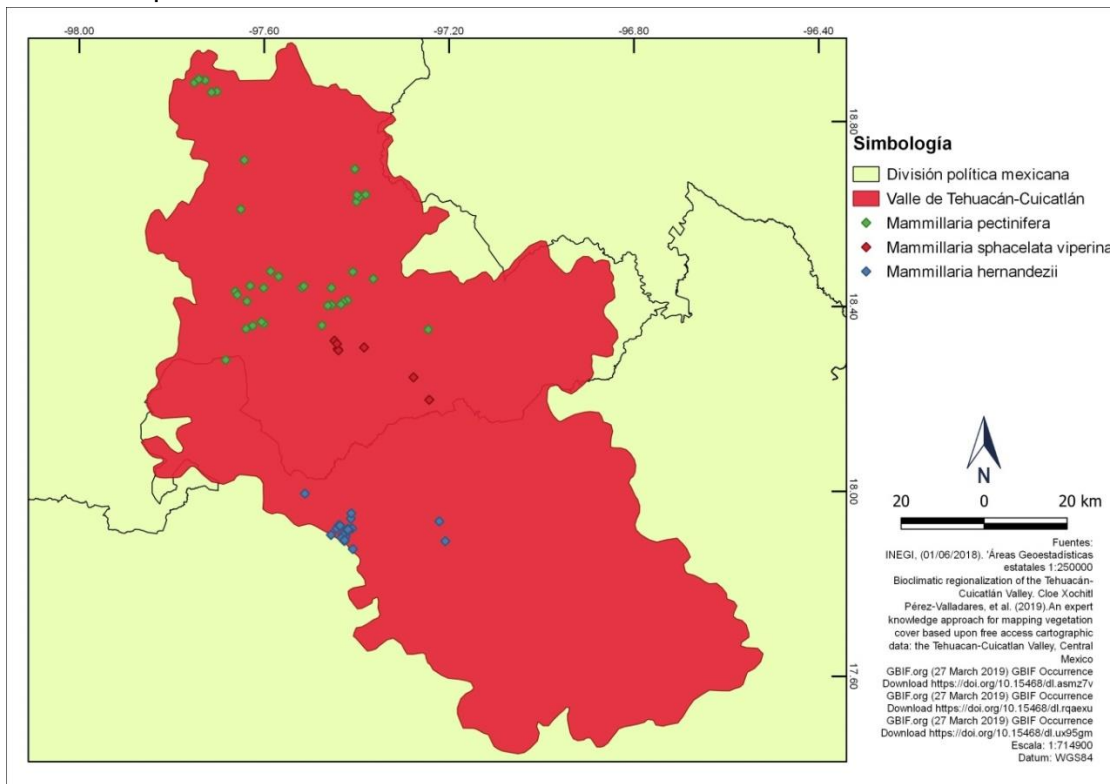 -98.00
-97.60
-97.20
-96.80
-96.40
18.80
18.40
18.00
17.60
Simbología
División política mexicana
Valle de Tehuacán-Cuicatlán
Mammillaria pectinifera
Mammillaria sphacelata viperina
Mammillaria hernandezii
N
20 0 20 km
Fuentes:
INEGI, (01/06/2018). 'Áreas Geoestadísticas
estatales 1:250000
Bioclimatic regionalization of the Tehuacán-
Cuicatlán Valley. Cloe Xochitl
Pérez-Valladares, et al. (2019).An expert
knowledge approach for mapping vegetation
cover based upon free access cartographic
data: the Tehuacan-Cuicatlan Valley, Central
Mexico
GBIF.org (27 March 2019) GBIF Occurrence
Download https://doi.org/10.15468/dl.asmz7v
GBIF.org (27 March 2019) GBIF Occurrence
Download https://doi.org/10.15468/dl.rqaexu
GBIF.org (27 March 2019) GBIF Occurrence
Download https://doi.org/10.15468/dl.ux95gm
Escala: 1:714900
Datum: WGS84